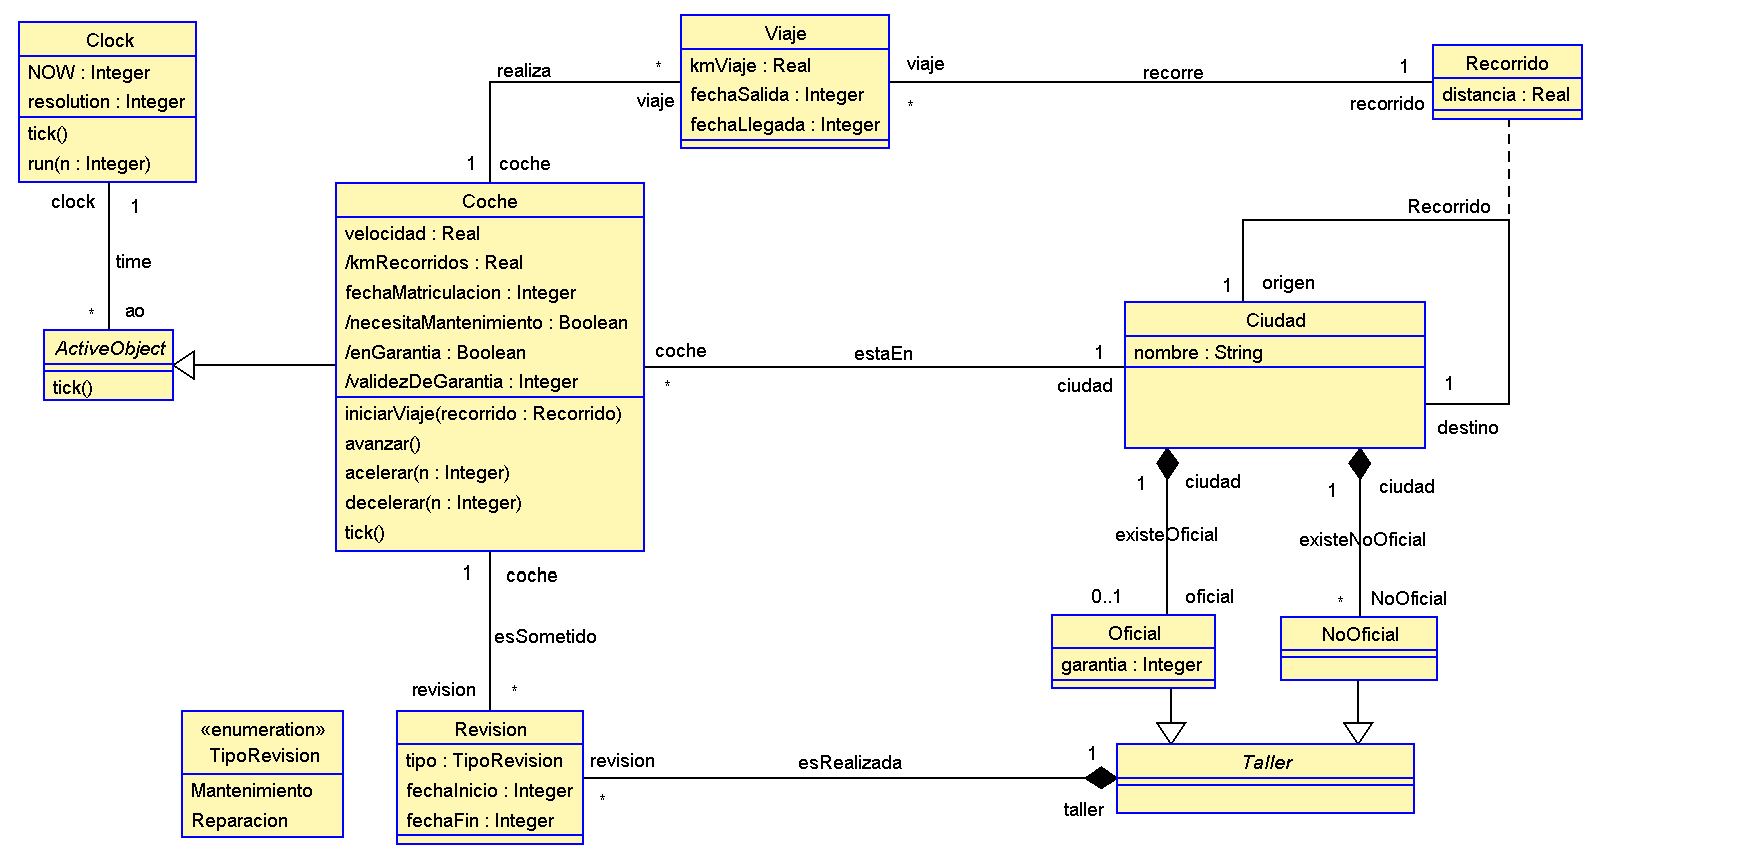 Clock
NOW : Integer
resolution : Integer
tick()
run(n : Integer)
clock
1
time
*
ao
ActiveObject
tick()
realiza
*
viaje
1
coche
Viaje
kmViaje : Real
fechaSalida : Integer
fechaLlegada : Integer
viaje
*
recorre
1
recorrido
Recorrido
distancia : Real
Recorrido
1
origen
Coche
velocidad : Real
/kmRecorridos : Real
fechaMatriculacion : Integer
/necesitaMantenimiento : Boolean
/enGarantia : Boolean
/validezDeGarantia : Integer
iniciarViaje(recorrido : Recorrido)
avanzar()
acelerar(n : Integer)
decelerar(n : Integer)
tick()
coche
*
estaEn
1
ciudad
Ciudad
nombre : String
1
destino
1
ciudad
existeOficial
0..1
oficial
1
ciudad
existeNoOficial
*
NoOficial
Oficial
garantia : Integer
NoOficial
1
coche
esSometido
revision
*
«enumeration»
TipoRevision
Mantenimiento
Reparacion
Revision
tipo : TipoRevision
fechaInicio : Integer
fechaFin : Integer
revision
*
esRealizada
1
taller
Taller